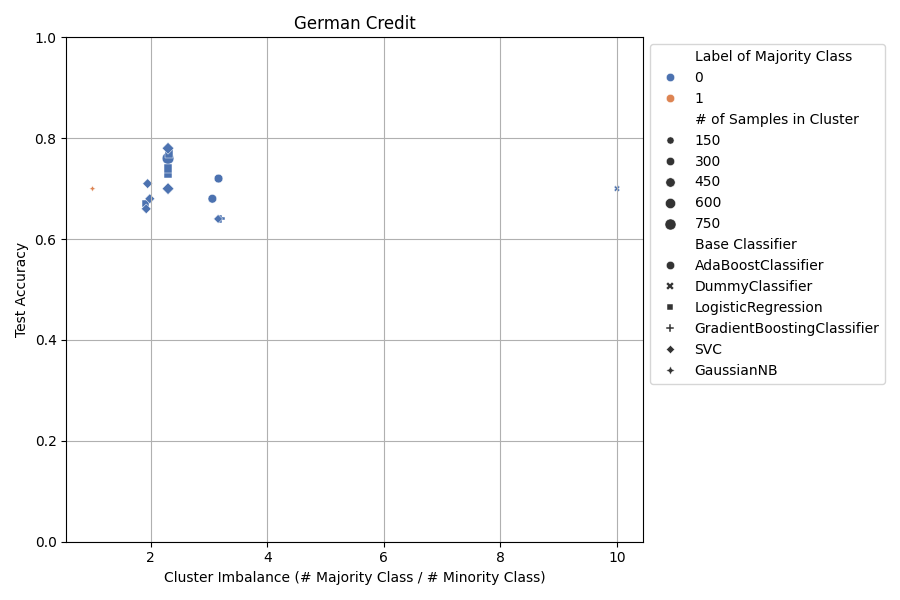 German Credit
1.0
0.8
0.6
0.4
0.2
0.0
Test Accuracy
2
4
6
8
10
Cluster Imbalance (# Majority Class / # Minority Class)
Label of Majority Class
0
1
# of Samples in Cluster
150
300
450
600
750
Base Classifier
AdaBoostClassifier
DummyClassifier
LogisticRegression
GradientBoostingClassifier
SVC
GaussianNB